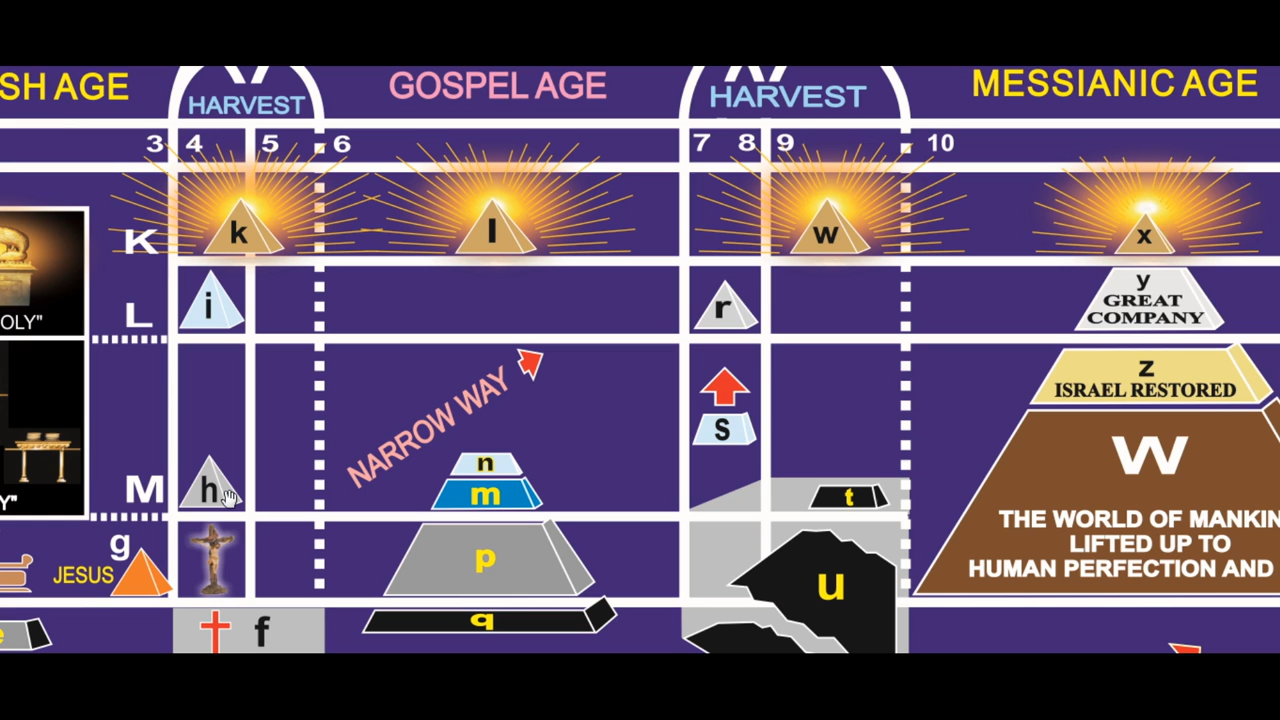 SH AGE
HARVEST
GOSPEL AGE
HARVEST
MESSIANIC AGE
3 4 5 6 7 8 9 10
K
k
l
w
x
OLY"
L
i
r
y
GREAT
COMPANY
NARROW WAY
z
ISRAEL RESTORED
s
n
W
Y"
M
h
m
t
THE WORLD OF MANKIN
LIFTED UP TO
HUMAN PERFECTION AND
g
JESUS
p
u
e
f
q